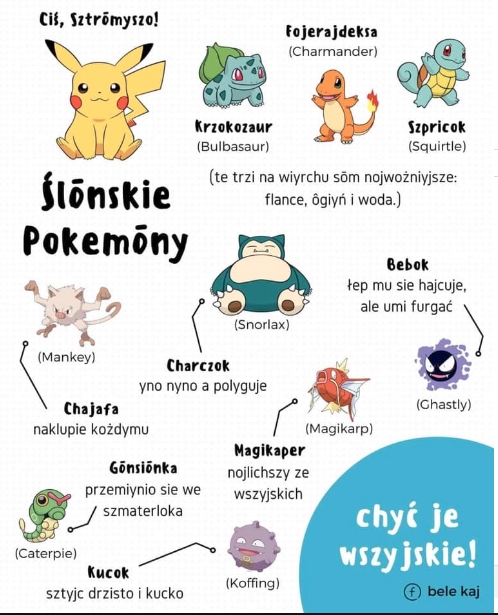 Ciś, Sztrōmyszo!
Fojerajdeksa
(Charmander)
Krzokozaur
(Bulbasaur)
Szpricok
(Squirtle)
(te trzi na wiyrchu sōm nojwożniyjsze:
flance, ôgiyń i woda.)
Ślōnskie
Pokemōny
(Snorlax)
Bebok
łep mu sie hajcuje,
ale umi furgać
(Mankey)
Charczok
yno nyno a polyguje
(Ghastly)
Chajafa
naklupie kożdymu
(Magikarp)
Magikaper
nojlichszy ze
wszyjskich
Gōnsiōnka
przemiynio sie we
szmaterloka
(Caterpie)
Kucok
sztyjc drzisto i kucko
(Koffing)
chyć je
wszyjskie!
f bele kaj